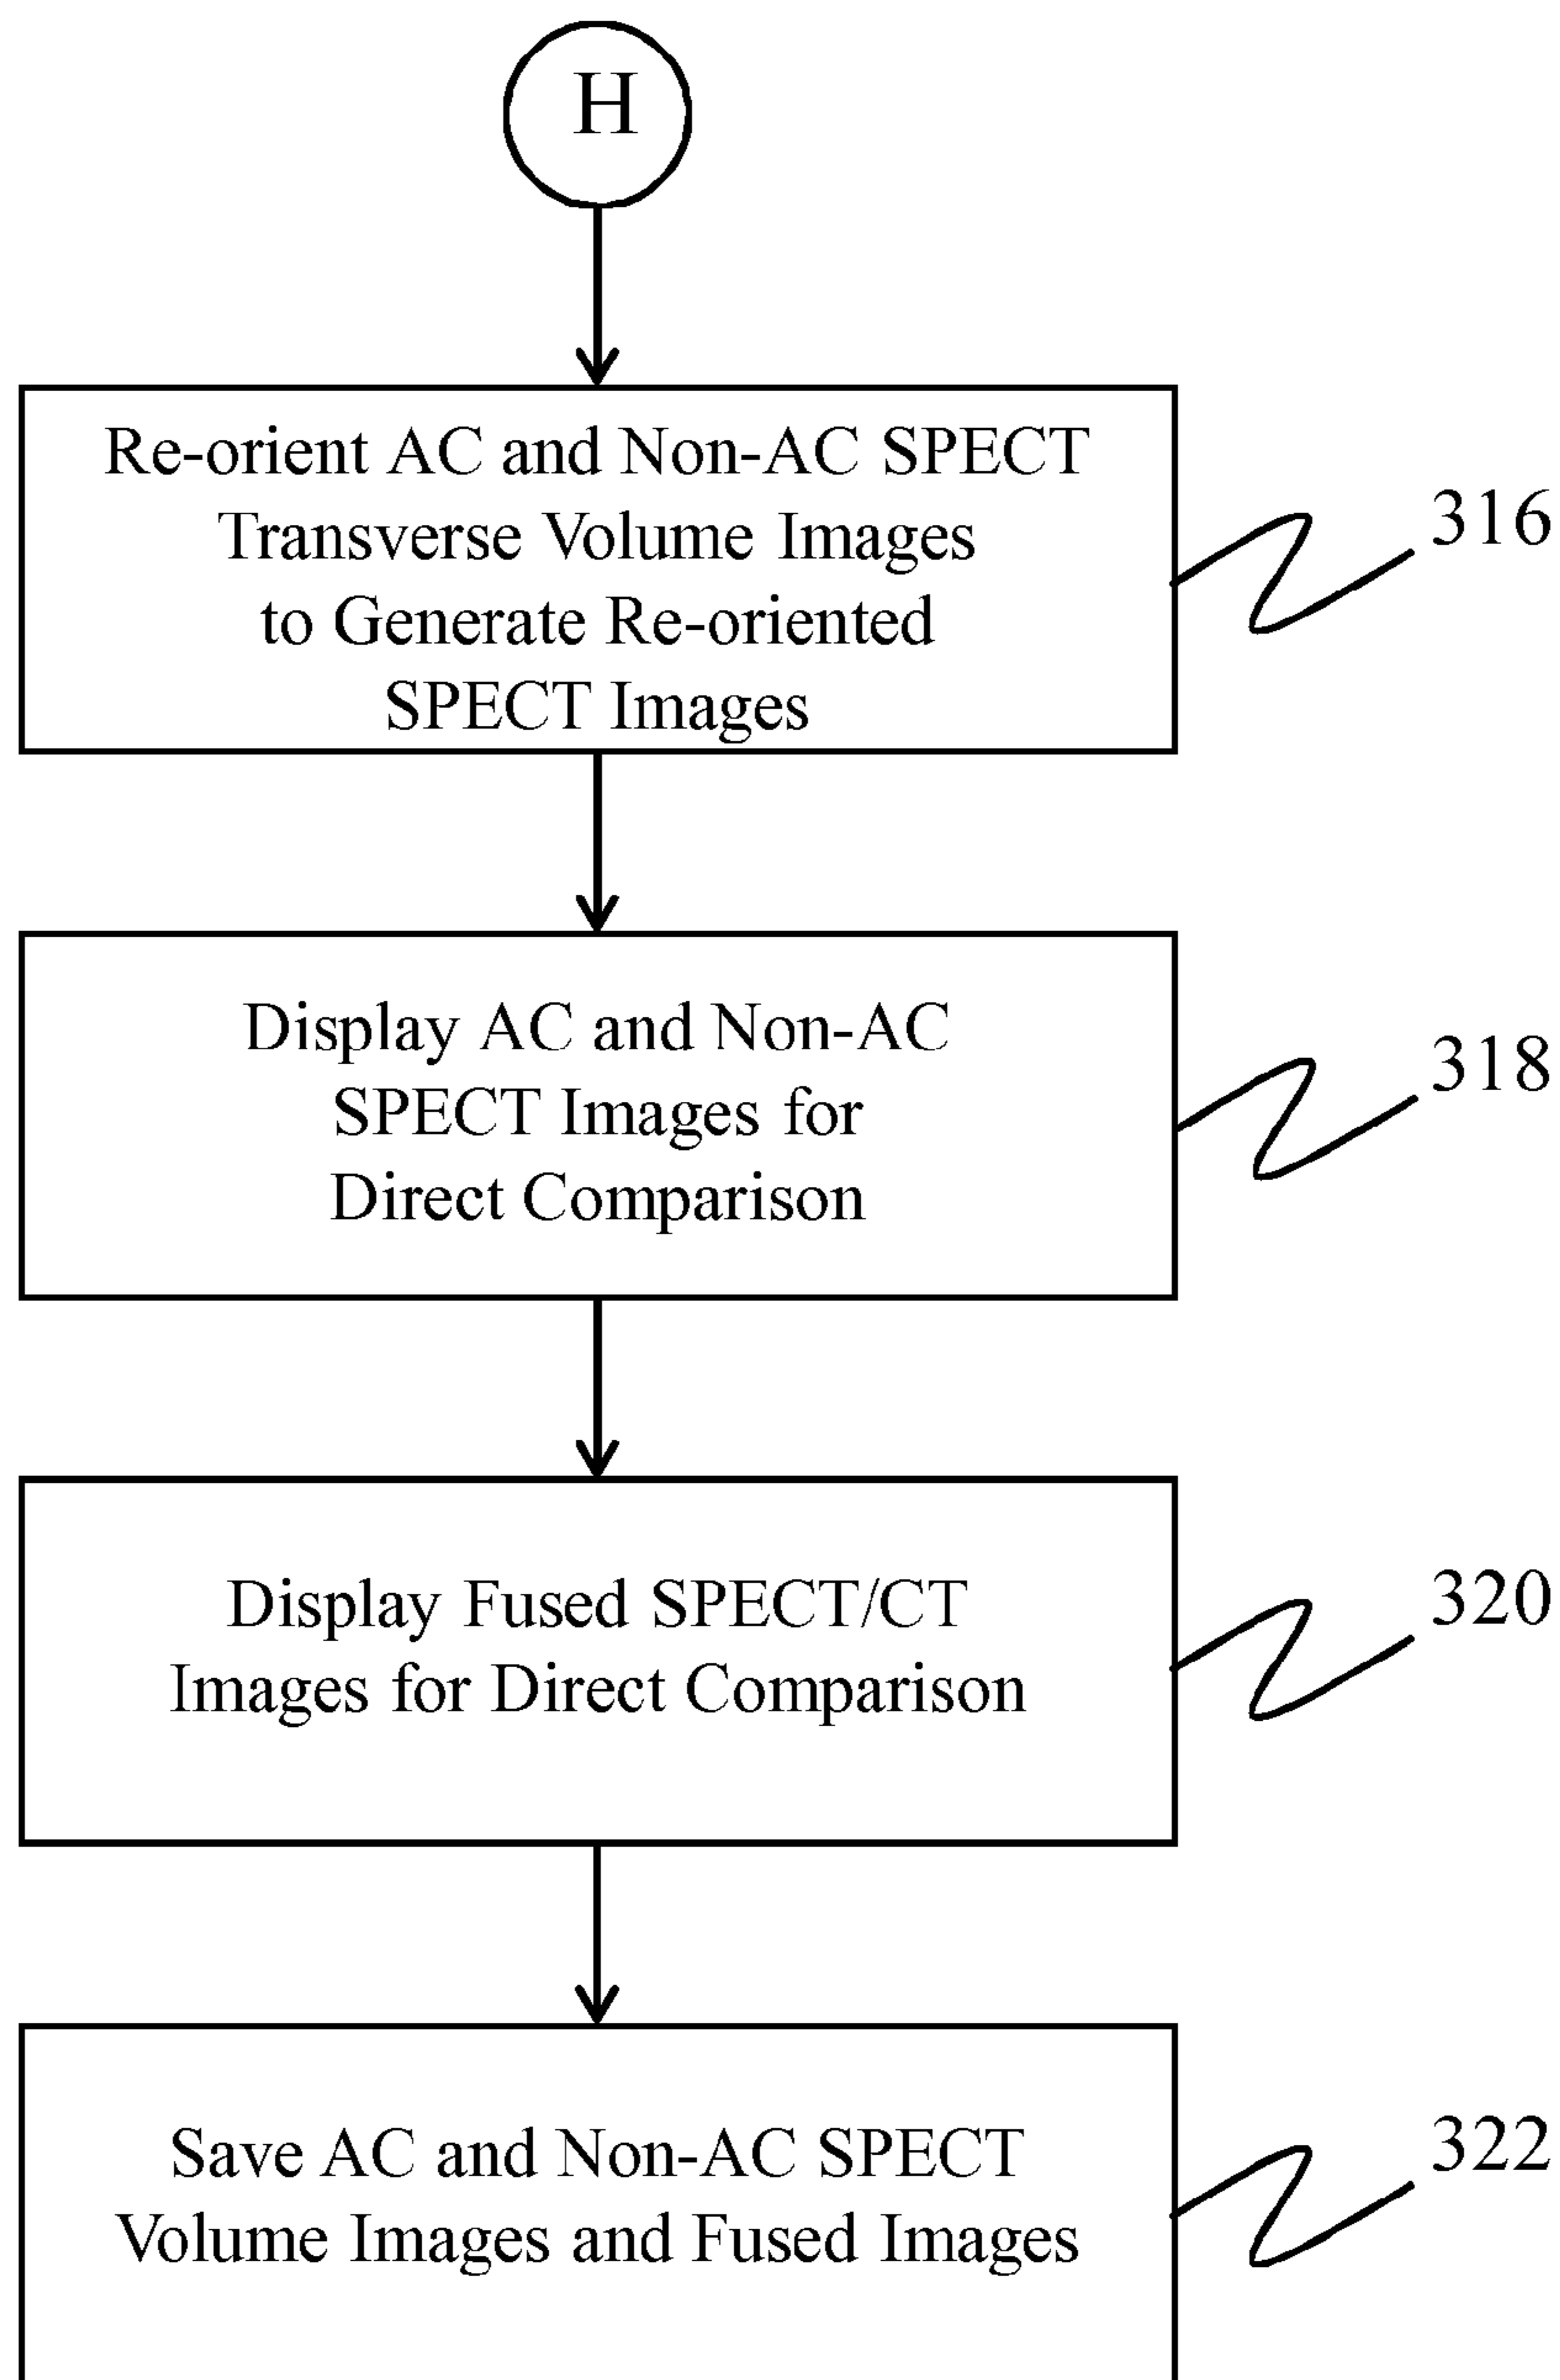 H
Re-orient AC and Non-AC SPECT
Transverse Volume Images
to Generate Re-oriented
SPECT Images
316
Display AC and Non-AC
SPECT Images for
Direct Comparison
318
Display Fused SPECT/CT
Images for Direct Comparison
320
Save AC and Non-AC SPECT
Volume Images and Fused Images
322